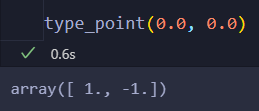 type_point(0.0, 0.0)
0.6s
array([ 1., -1.])